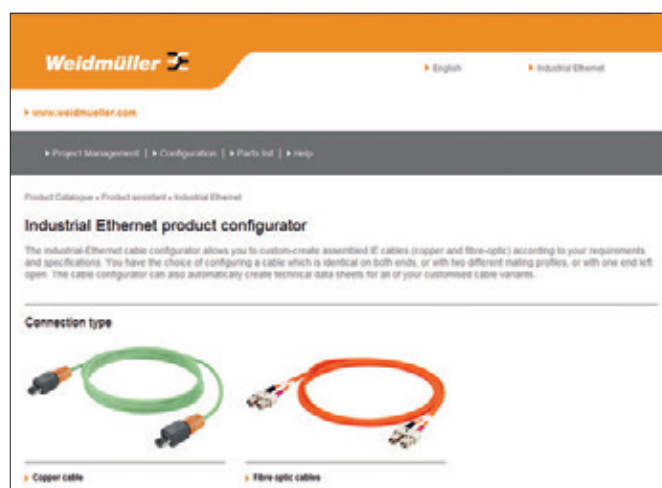 Weidmüller
English
Industrial Ethernet
www.weidmueller.com
Project Management | Configuration | Parts list | Help
Product Catalogue » Product assistant » Industrial Ethernet
Industrial Ethernet product configurator
The industrial-Ethernet cable configurator allows you to custom-create assembled IE cables (copper and fibre-optic) according to your requirements
and specifications. You have the choice of configuring a cable which is identical on both ends, or with two different mating profiles, or with one end left
open. The cable configurator can also automatically create technical data sheets for all of your customised cable variants.
Connection type
Copper cable
Fibre optic cables